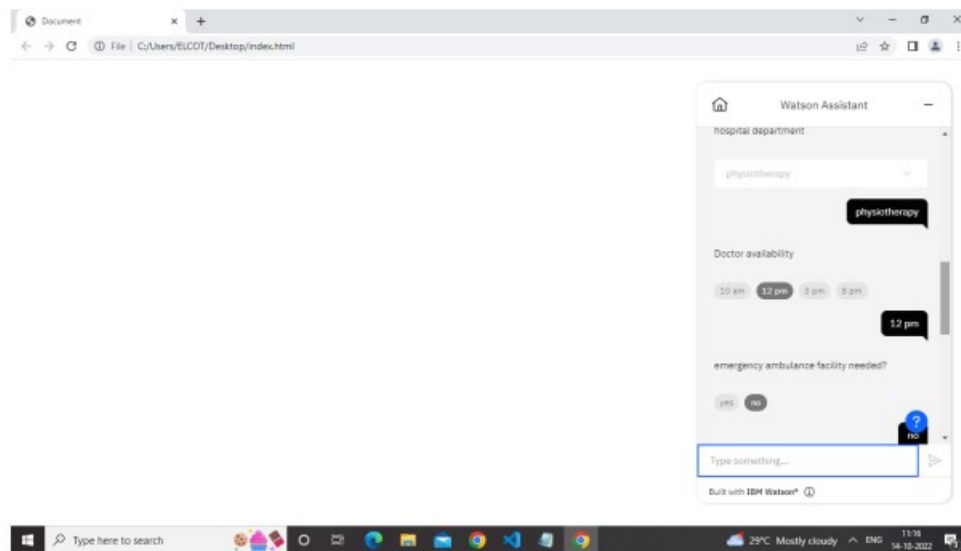 Document
File C:/Users/ELCOT/Desktop/index.html
Watson Assistant
hospital department
physiotherapy
physiotherapy
Doctor availability
10 am 12 pm 3 pm 6 pm
12 pm
emergency ambulance facility needed?
yes no
?
no
Type something...
Built with IBM Watson® ⓘ
Type here to search
29°C Mostly cloudy ENG 11:16
14-10-2022